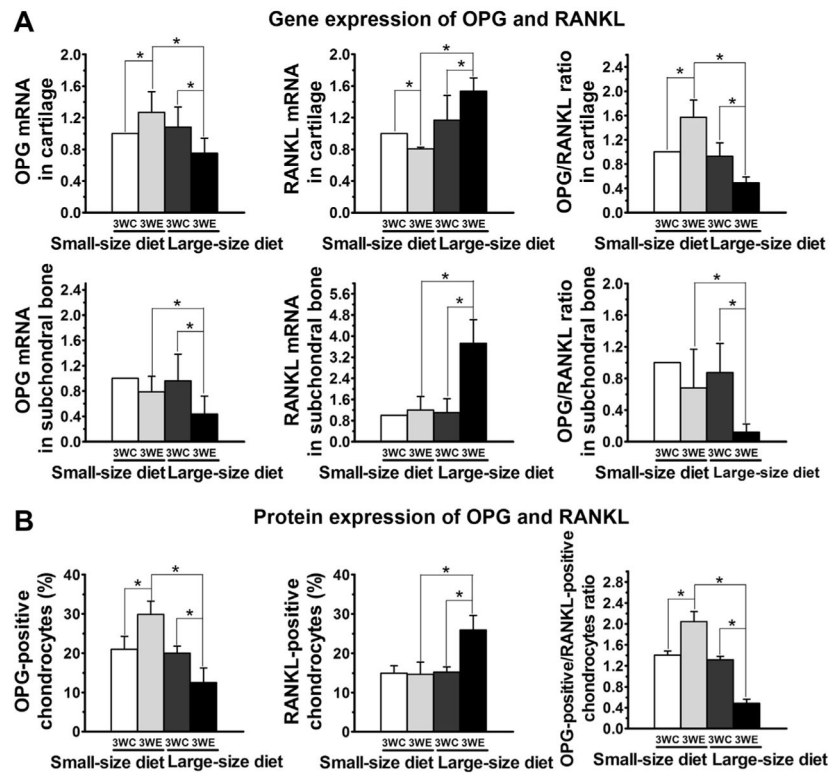 A
Gene expression of OPG and RANKL
OPG mRNA
in cartilage
2.0
1.6
1.2
0.8
0.4
0.0
*
*
*
3WC 3WE 3WC 3WE
Small-size diet Large-size diet
RANKL mRNA
in cartilage
2.0
1.6
1.2
0.8
0.4
0.0
*
*
*
3WC 3WE 3WC 3WE
Small-size diet Large-size diet
OPG/RANKL ratio
in cartilage
2.4
2.0
1.6
1.2
0.8
0.4
0.0
*
*
*
3WC 3WE 3WC 3WE
Small-size diet Large-size diet
OPG mRNA
in subchondral bone
2.4
2.0
1.6
1.2
0.8
0.4
0.0
*
*
3WC 3WE 3WC 3WE
Small-size diet Large-size diet
RANKL mRNA
in subchondral bone
5.6
4.8
4.0
3.2
2.4
1.6
0.8
0.0
*
*
3WC 3WE 3WC 3WE
Small-size diet Large-size diet
OPG/RANKL ratio
in subchondral bone
2.0
1.6
1.2
0.8
0.4
0.0
*
*
3WC 3WE 3WC 3WE
Small-size diet Large-size diet
B
Protein expression of OPG and RANKL
OPG-positive
chondrocytes (%)
40
30
20
10
0
*
*
*
3WC 3WE 3WC 3WE
Small-size diet Large-size diet
RANKL-positive
chondrocytes (%)
40
30
20
10
0
*
*
3WC 3WE 3WC 3WE
Small-size diet Large-size diet
OPG-positive/RANKL-positive
chondrocytes ratio
2.8
2.4
2.0
1.6
1.2
0.8
0.4
0.0
*
*
*
3WC 3WE 3WC 3WE
Small-size diet Large-size diet